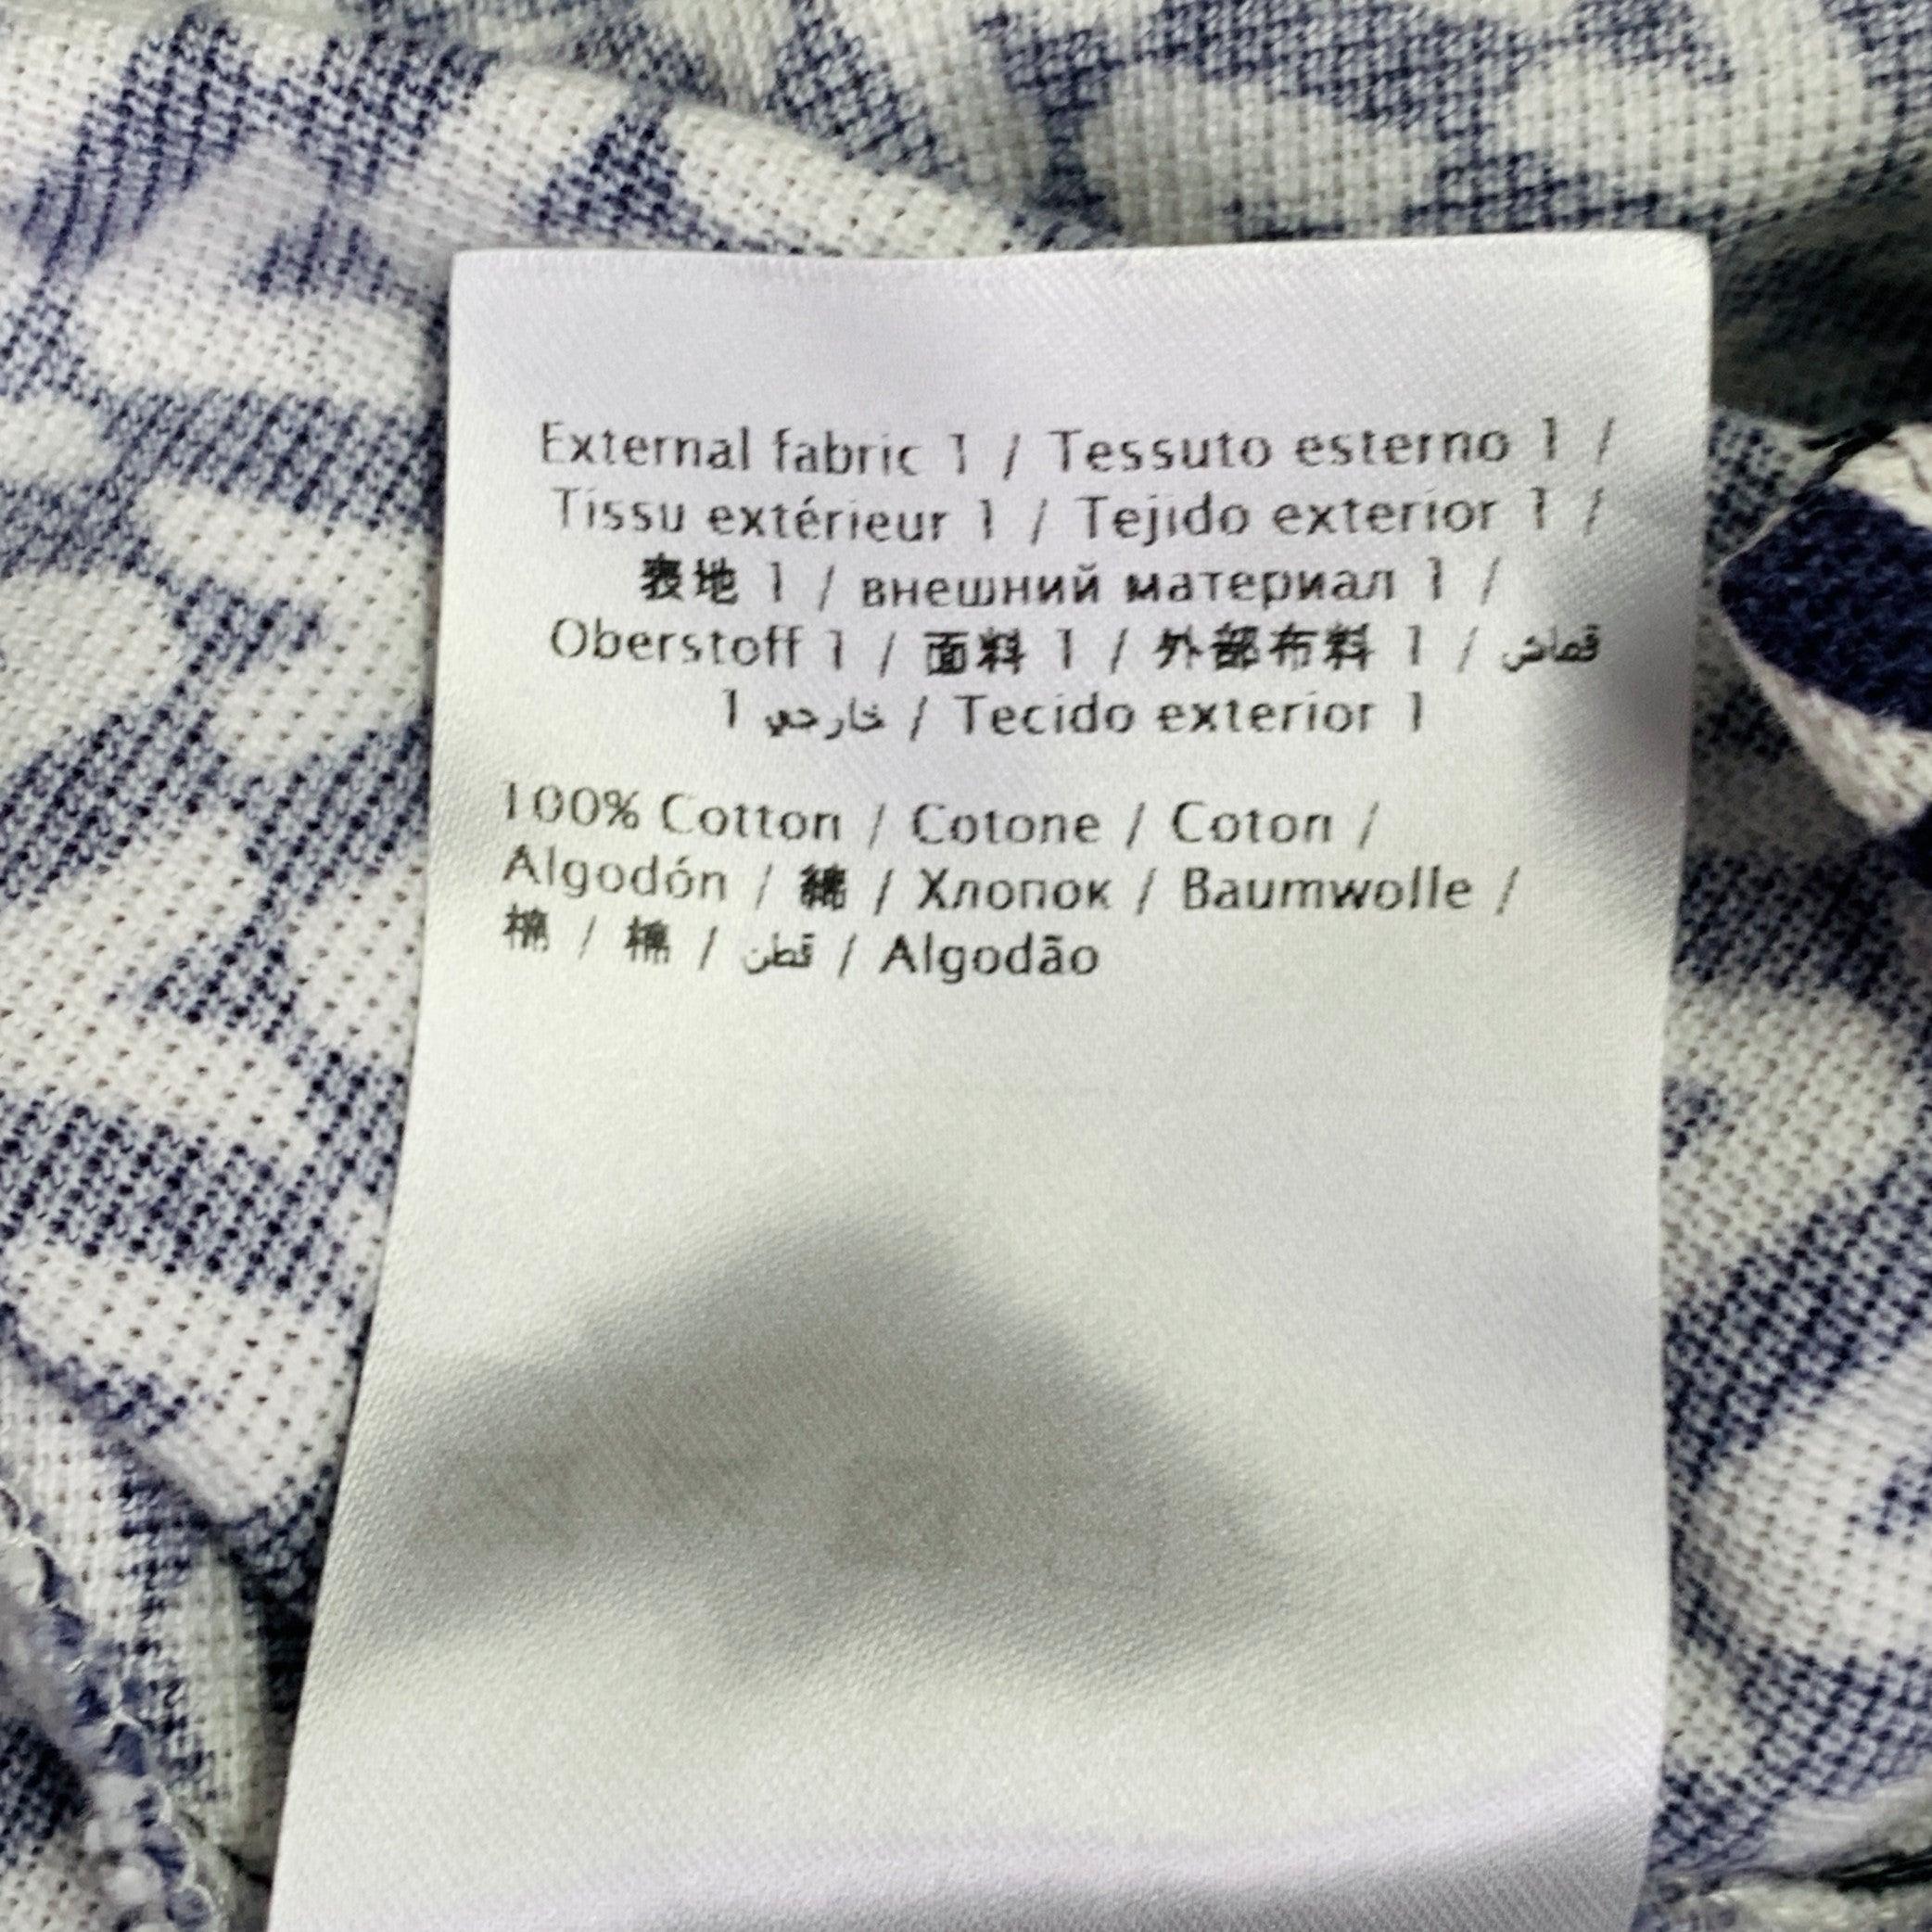 External fabric 1 / Tessuto esterno 1 /
Tissu extérieur 1 / Tejido exterior 1 /
表地 1 / внешний материал 1 /
Oberstoff 1 / 面料 1 / 外部布料 1 / قماش
خارجي 1 / Tecido exterior 1
100% Cotton / Cotone / Coton /
Algodón / 綿 / Хлопок / Baumwolle /
棉 / 棉 / قطن / Algodão